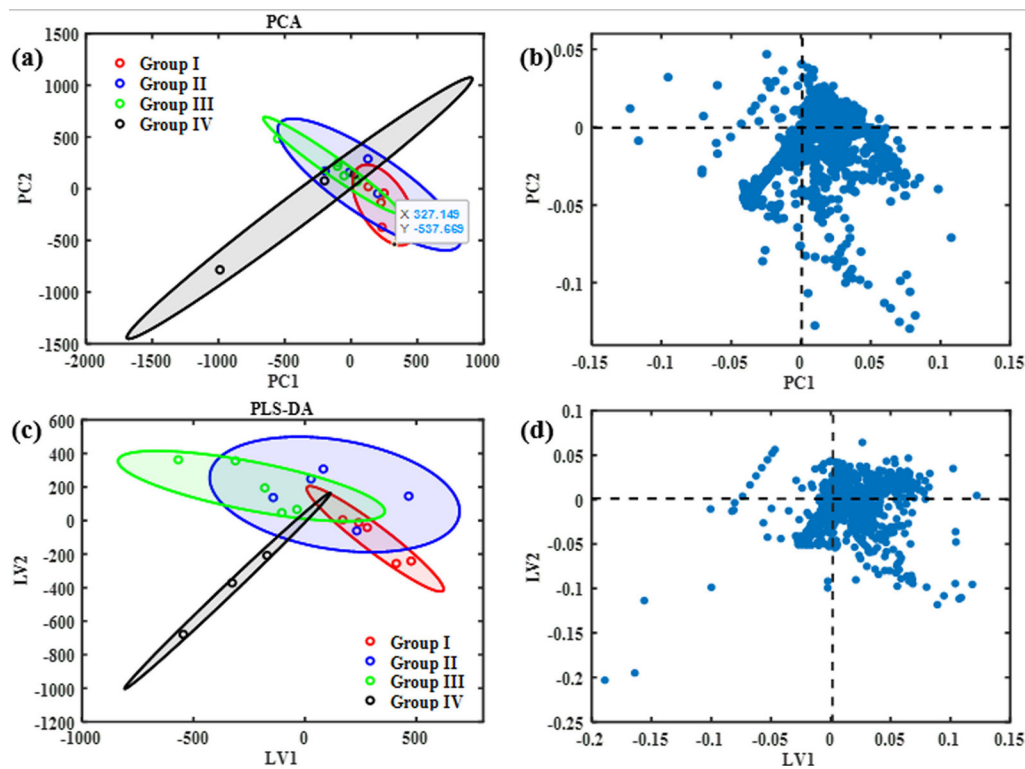 PCA
(a)
1500
1000
500
0
-500
-1000
-1500
PC2
Group I
Group II
Group III
Group IV
X 327.149
Y -537.669
-2000
-1500
-1000
-500
0
500
1000
PC1
(b)
0.05
0
-0.05
-0.1
PC2
-0.15
-0.1
-0.05
0
0.05
0.1
0.15
PC1
PLS-DA
(c)
600
400
200
0
-200
-400
-600
-800
-1000
-1200
LV2
Group I
Group II
Group III
Group IV
-1000
-500
0
500
LV1
(d)
0.1
0.05
0
-0.05
-0.1
-0.15
-0.2
-0.25
LV2
-0.2
-0.15
-0.1
-0.05
0
0.05
0.1
0.15
LV1